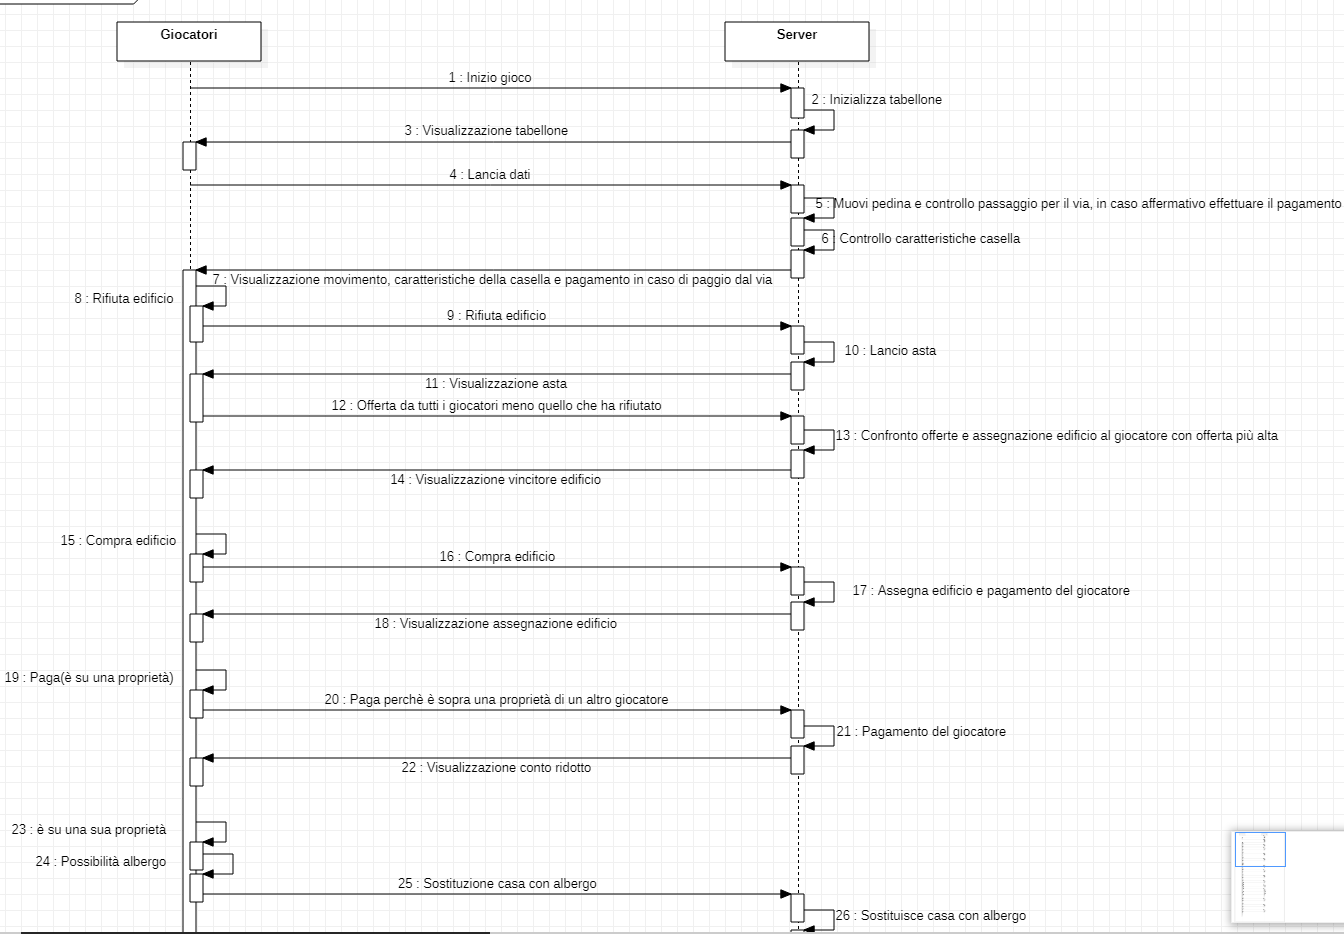 Giocatori
Server
1 : Inizio gioco
2 : Inizializza tabellone
3 : Visualizzazione tabellone
4 : Lancia dati
5 : Muovi pedina e controllo passaggio per il via, in caso affermativo effettuare il pagamento
6 : Controllo caratteristiche casella
7 : Visualizzazione movimento, caratteristiche della casella e pagamento in caso di paggio dal via
8 : Rifiuta edificio
9 : Rifiuta edificio
10 : Lancio asta
11 : Visualizzazione asta
12 : Offerta da tutti i giocatori meno quello che ha rifiutato
13 : Confronto offerte e assegnazione edificio al giocatore con offerta più alta
14 : Visualizzazione vincitore edificio
15 : Compra edificio
16 : Compra edificio
17 : Assegna edificio e pagamento del giocatore
18 : Visualizzazione assegnazione edificio
19 : Paga(è su una proprietà)
20 : Paga perchè è sopra una proprietà di un altro giocatore
21 : Pagamento del giocatore
22 : Visualizzazione conto ridotto
23 : è su una sua proprietà
24 : Possibilità albergo
25 : Sostituzione casa con albergo
26 : Sostituisce casa con albergo